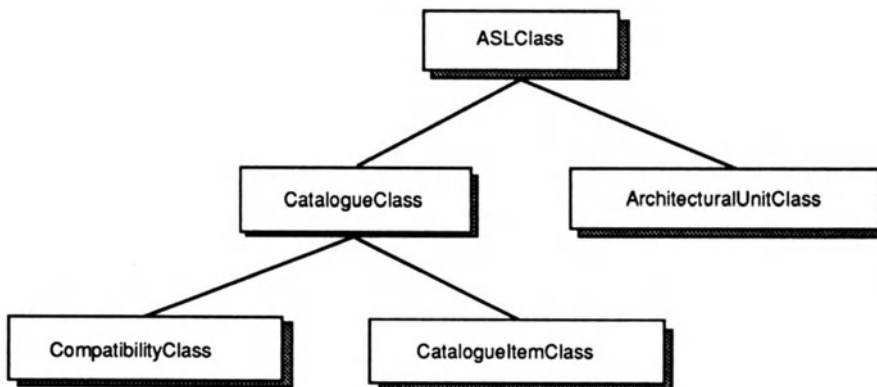 ASLClass
CatalogueClass
ArchitecturalUnitClass
CompatibilityClass
CatalogueItemClass